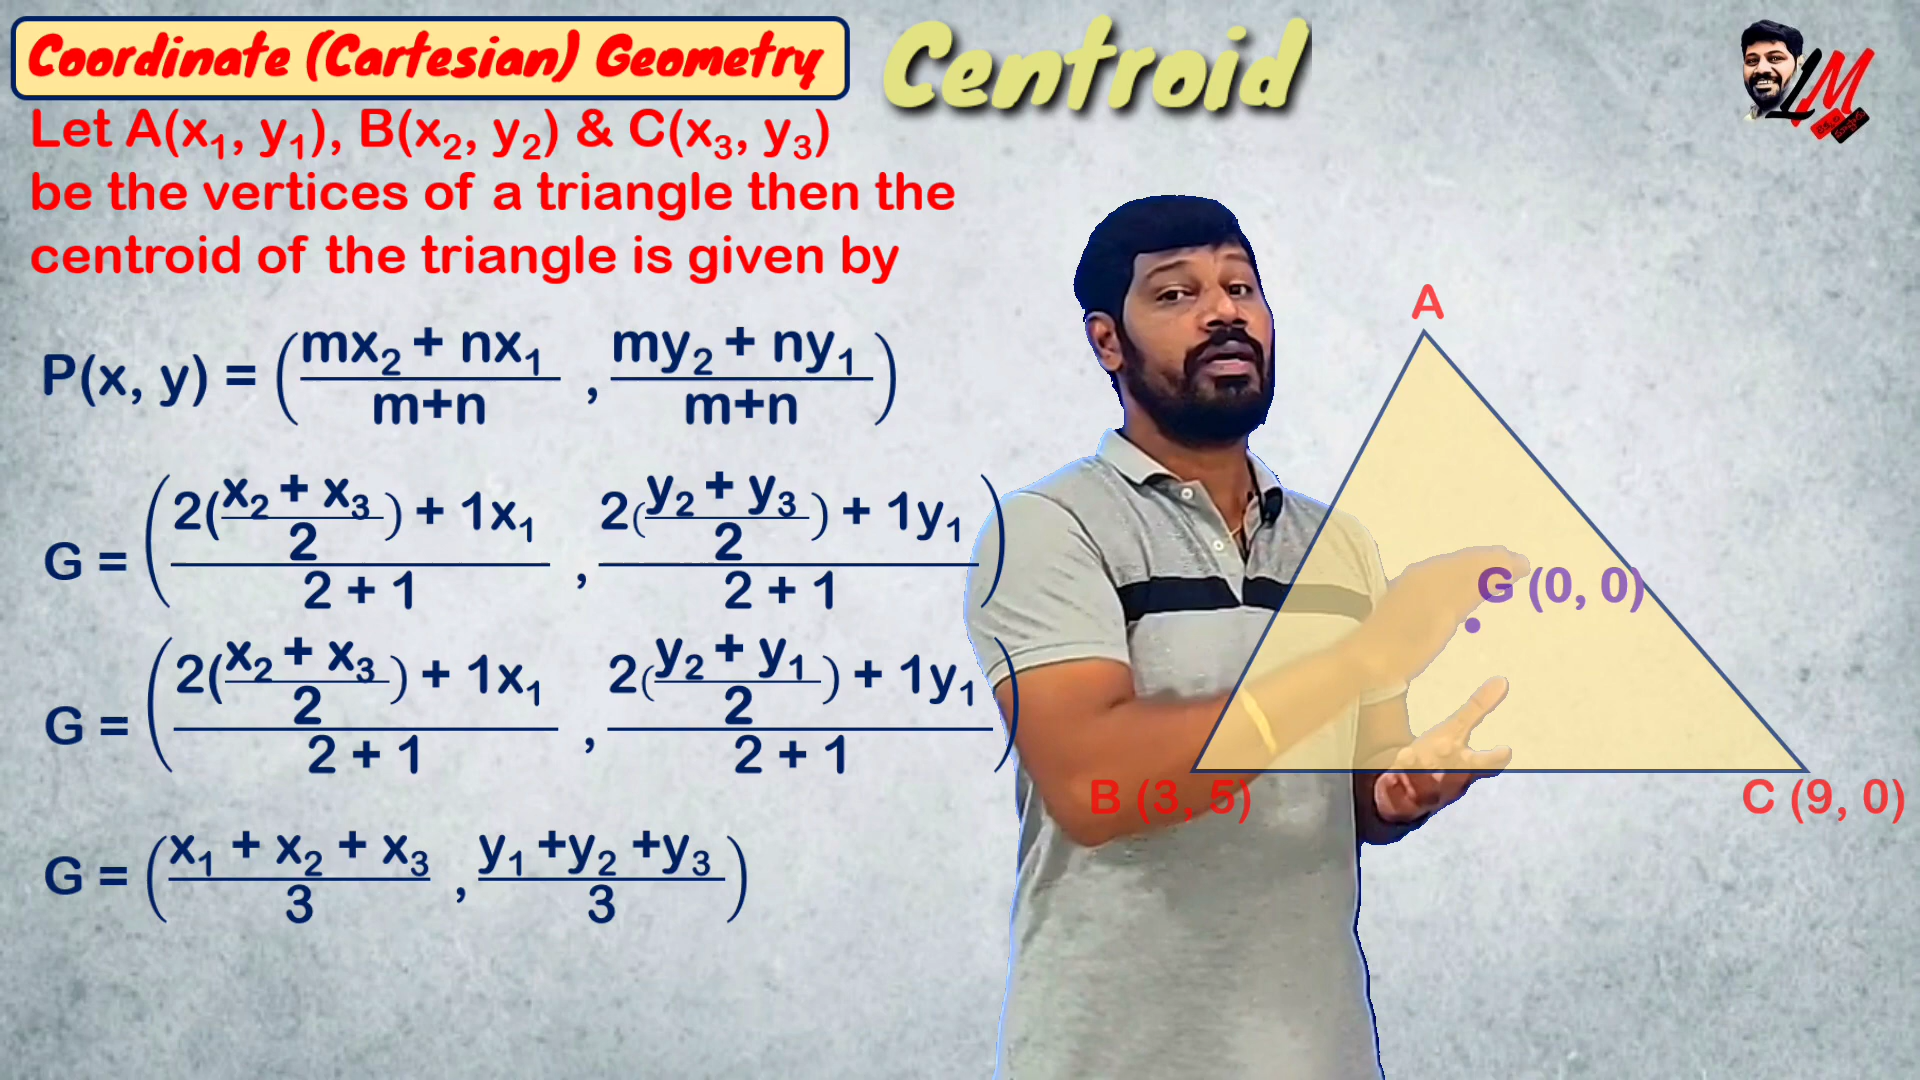 Coordinate (Cartesian) Geometry
Centroid
LM
Let A(x₁, y₁), B(x₂, y₂) & C(x₃, y₃)
be the vertices of a triangle then the
centroid of the triangle is given by
P(x, y) = (mx₂ + nx₁ / m+n , my₂ + ny₁ / m+n)
G = (2(x₂ + x₃ / 2) + 1x₁ / 2 + 1 , 2(y₂ + y₃ / 2) + 1y₁ / 2 + 1)
G = (2(x₂ + x₃ / 2) + 1x₁ / 2 + 1 , 2(y₂ + y₁ / 2) + 1y₁ / 2 + 1)
G = (x₁ + x₂ + x₃ / 3 , y₁ +y₂ +y₃ / 3)
A
G (0, 0)
B (3, 5)
C (9, 0)